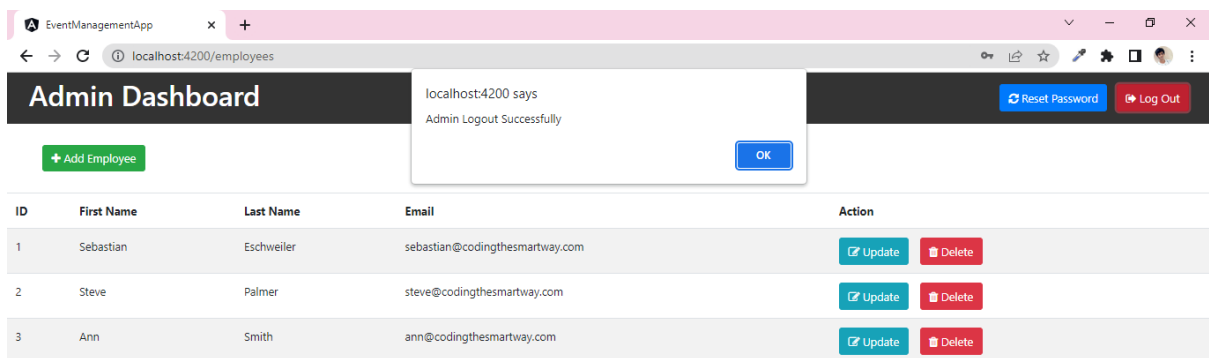 EventManagementApp
localhost:4200/employees
Admin Dashboard
localhost:4200 says
Admin Logout Successfully
OK
Reset Password
Log Out
Add Employee
ID First Name Last Name Email Action
1 Sebastian Eschweiler sebastian@codingthesmartway.com Update Delete
2 Steve Palmer steve@codingthesmartway.com Update Delete
3 Ann Smith ann@codingthesmartway.com Update Delete